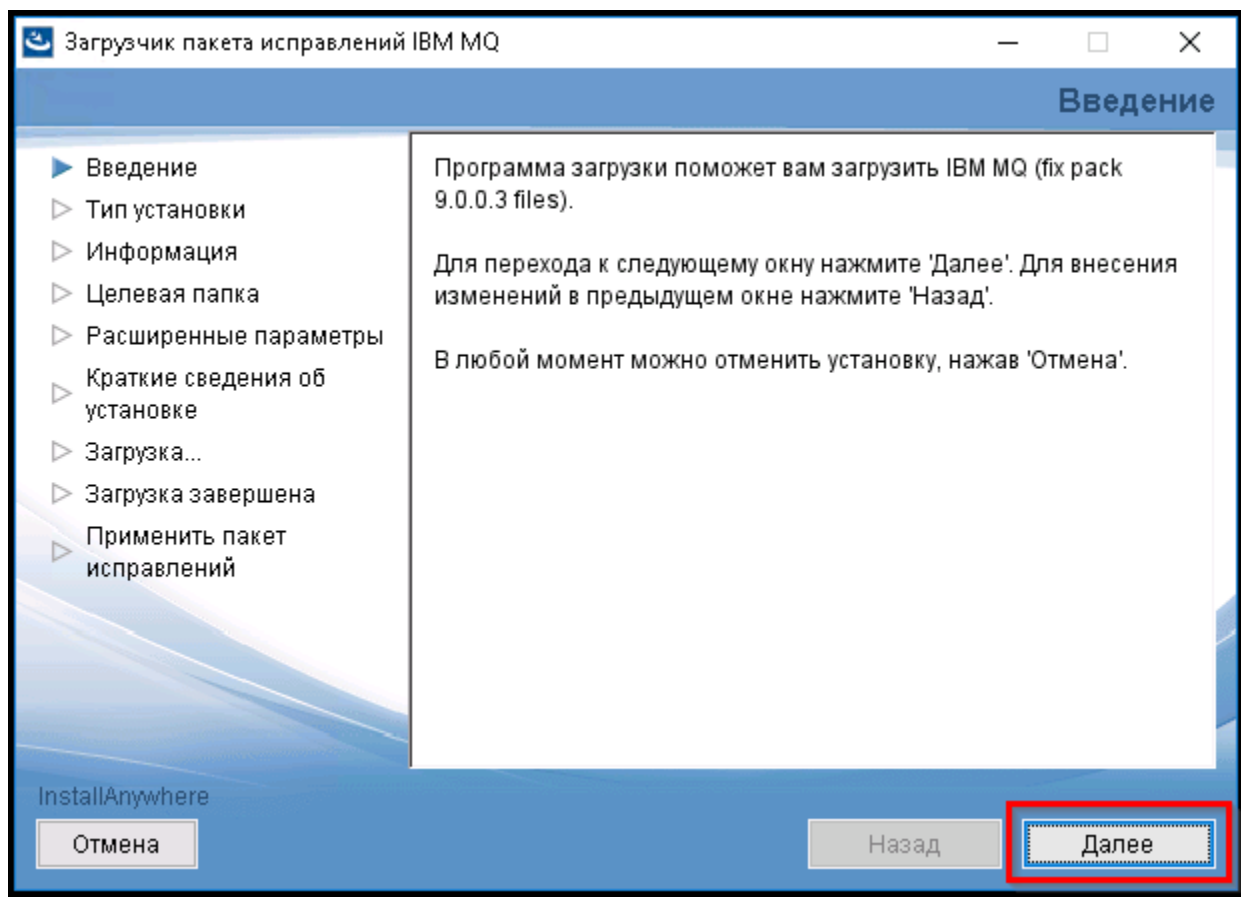 Загрузчик пакета исправлений IBM MQ
Введение
Введение
Тип установки
Информация
Целевая папка
Расширенные параметры
Краткие сведения об
установке
Загрузка...
Загрузка завершена
Применить пакет
исправлений
Программа загрузки поможет вам загрузить IBM MQ (fix pack
9.0.0.3 files).
Для перехода к следующему окну нажмите 'Далее'. Для внесения
изменений в предыдущем окне нажмите 'Назад'.
В любой момент можно отменить установку, нажав 'Отмена'.
InstallAnywhere
Отмена
Назад
Далее